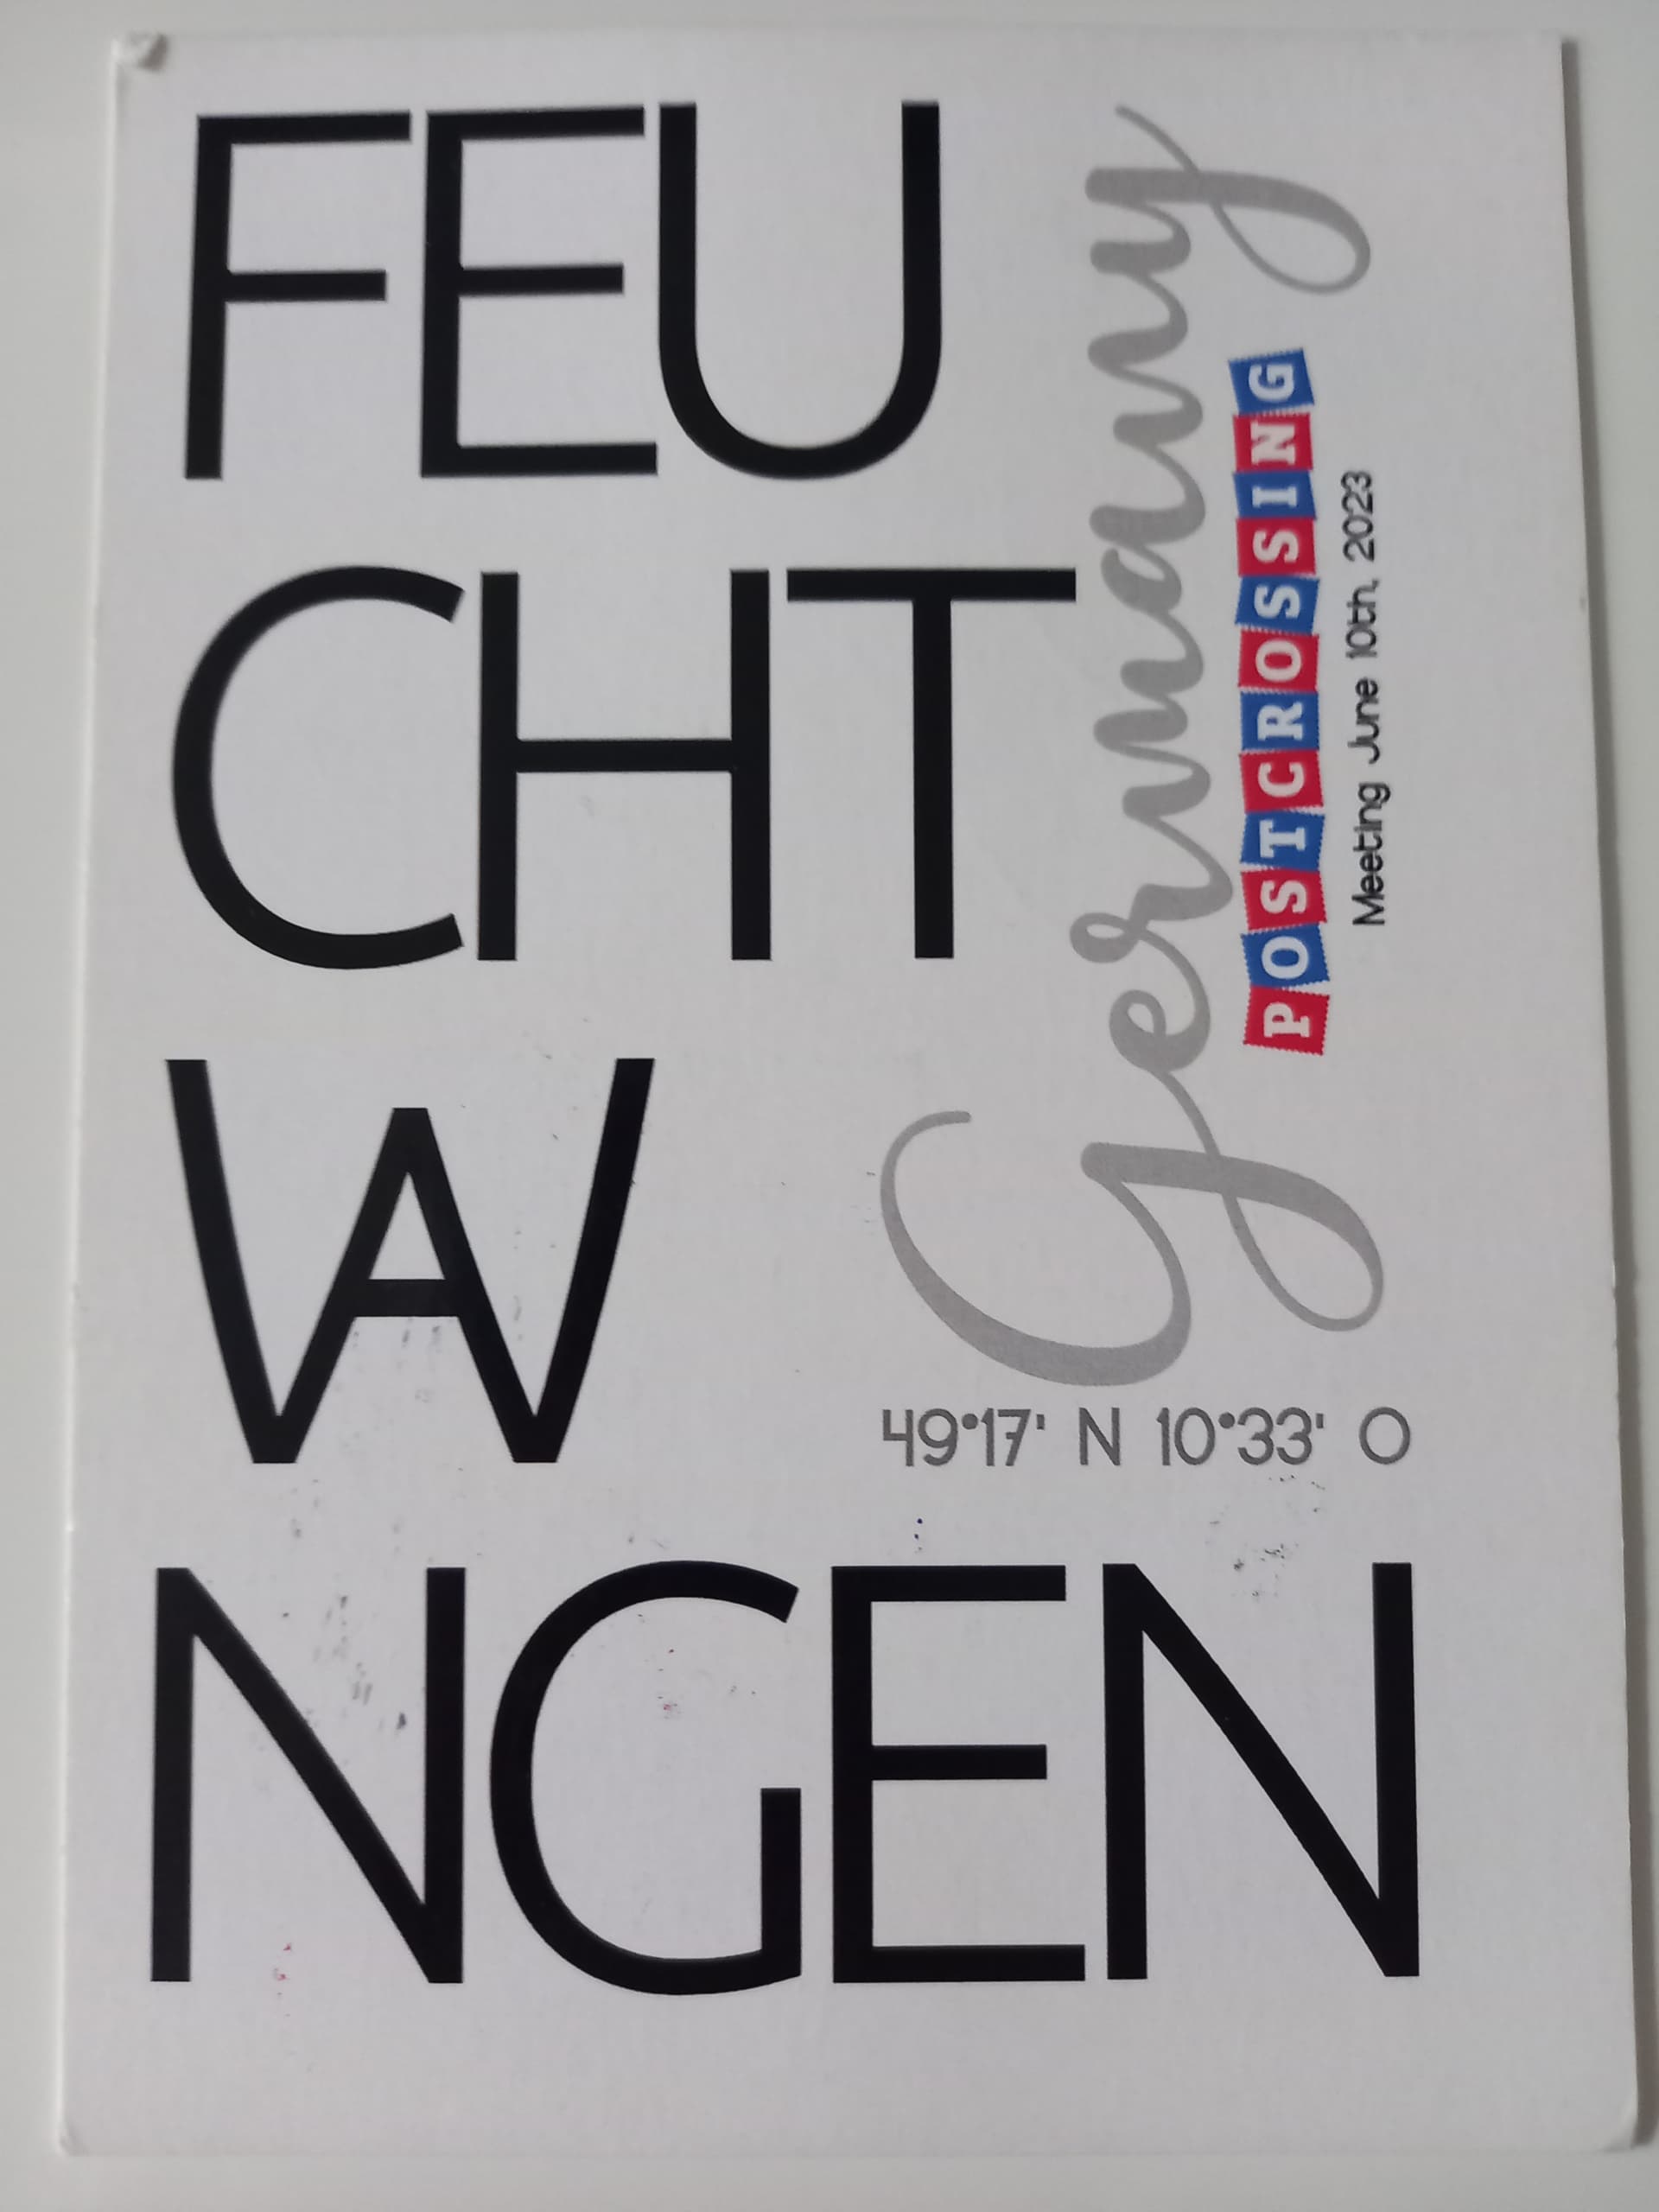 FEU
CHT
WA
NGEN
Germany
POSTCROSSING
Meeting June 10th, 2023
49°17' N 10°33' O